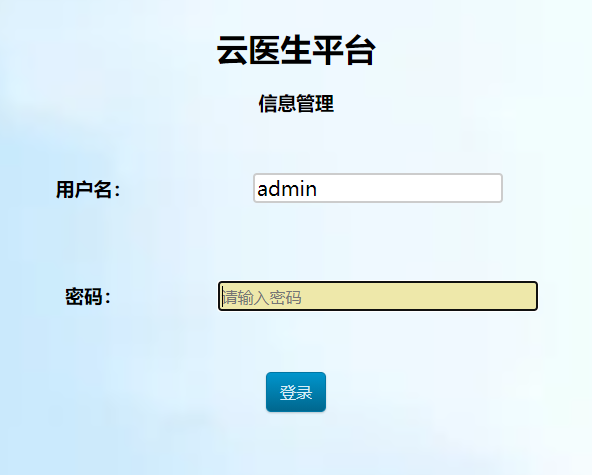 云医生平台
信息管理
用户名：
admin
密码：
请输入密码
登录